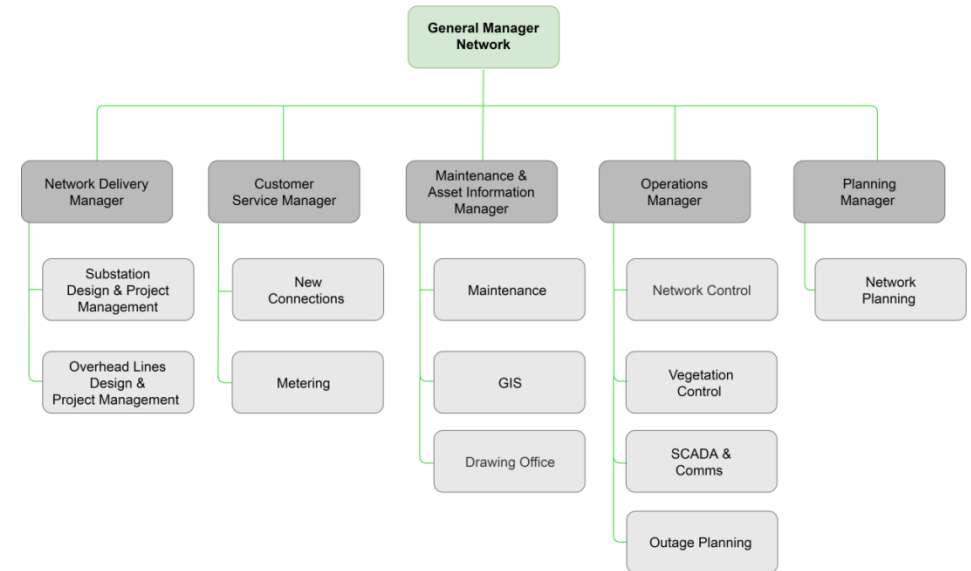 General Manager
Network
Network Delivery
Manager
Customer
Service Manager
Maintenance &
Asset Information
Manager
Operations
Manager
Planning
Manager
Substation
Design & Project
Management
New
Connections
Maintenance
Network Control
Network
Planning
Overhead Lines
Design &
Project Management
Metering
GIS
Vegetation
Control
Drawing Office
SCADA &
Comms
Outage Planning